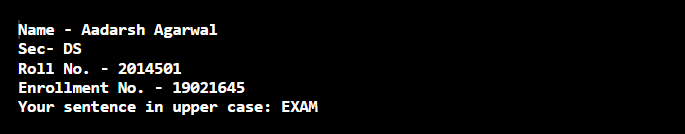 Name - Aadarsh Agarwal
Sec- DS
Roll No. - 2014501
Enrollment No. - 19021645
Your sentence in upper case: EXAM